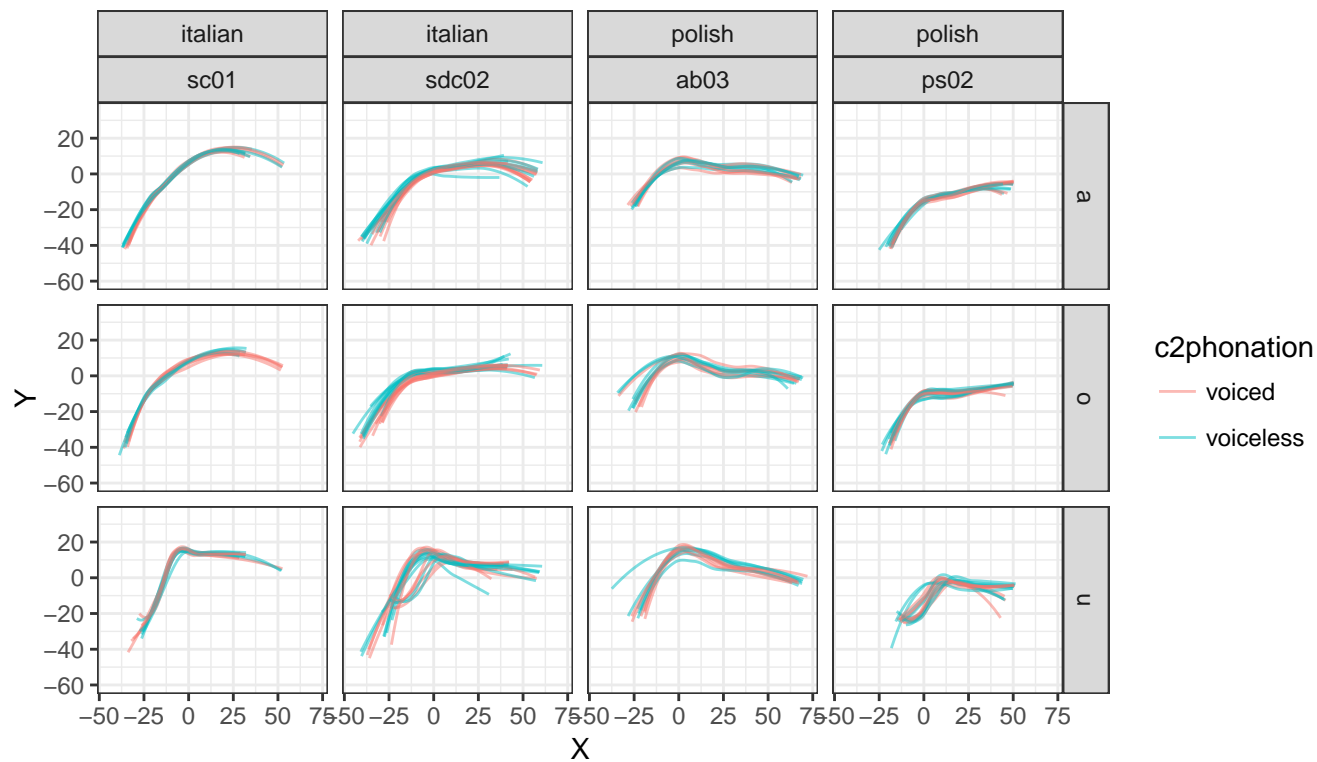 italian italian polish polish
sc01 sdc02 ab03 ps02
20
0
−20
−40
−60
a
20
0
−20
−40
−60
o
20
0
−20
−40
−60
u
−50 −25 0 25 50 75 −50 −25 0 25 50 75 −50 −25 0 25 50 75 −50 −25 0 25 50 75
X
Y
c2phonation
voiced
voiceless